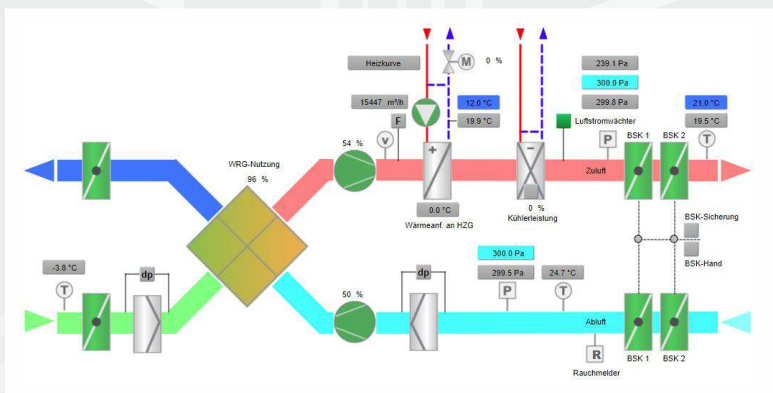 M
0 %
Heizkurve
239.1 Pa
300.0 Pa
299.8 Pa
15447 m³/h
12.0 °C
19.9 °C
21.0 °C
19.5 °C
F
Luftstromwächter
V
P
BSK 1
BSK 2
T
54 %
WRG-Nutzung
96 %
+
-
Zuluft
0.0 °C
Wärmeanf. an HZG
0 %
Kühlerleistung
BSK-Sicherung
BSK-Hand
-3.8 °C
T
dp
dp
300.0 Pa
299.5 Pa
24.7 °C
P
T
50 %
Abluft
R
BSK 1
BSK 2
Rauchmelder